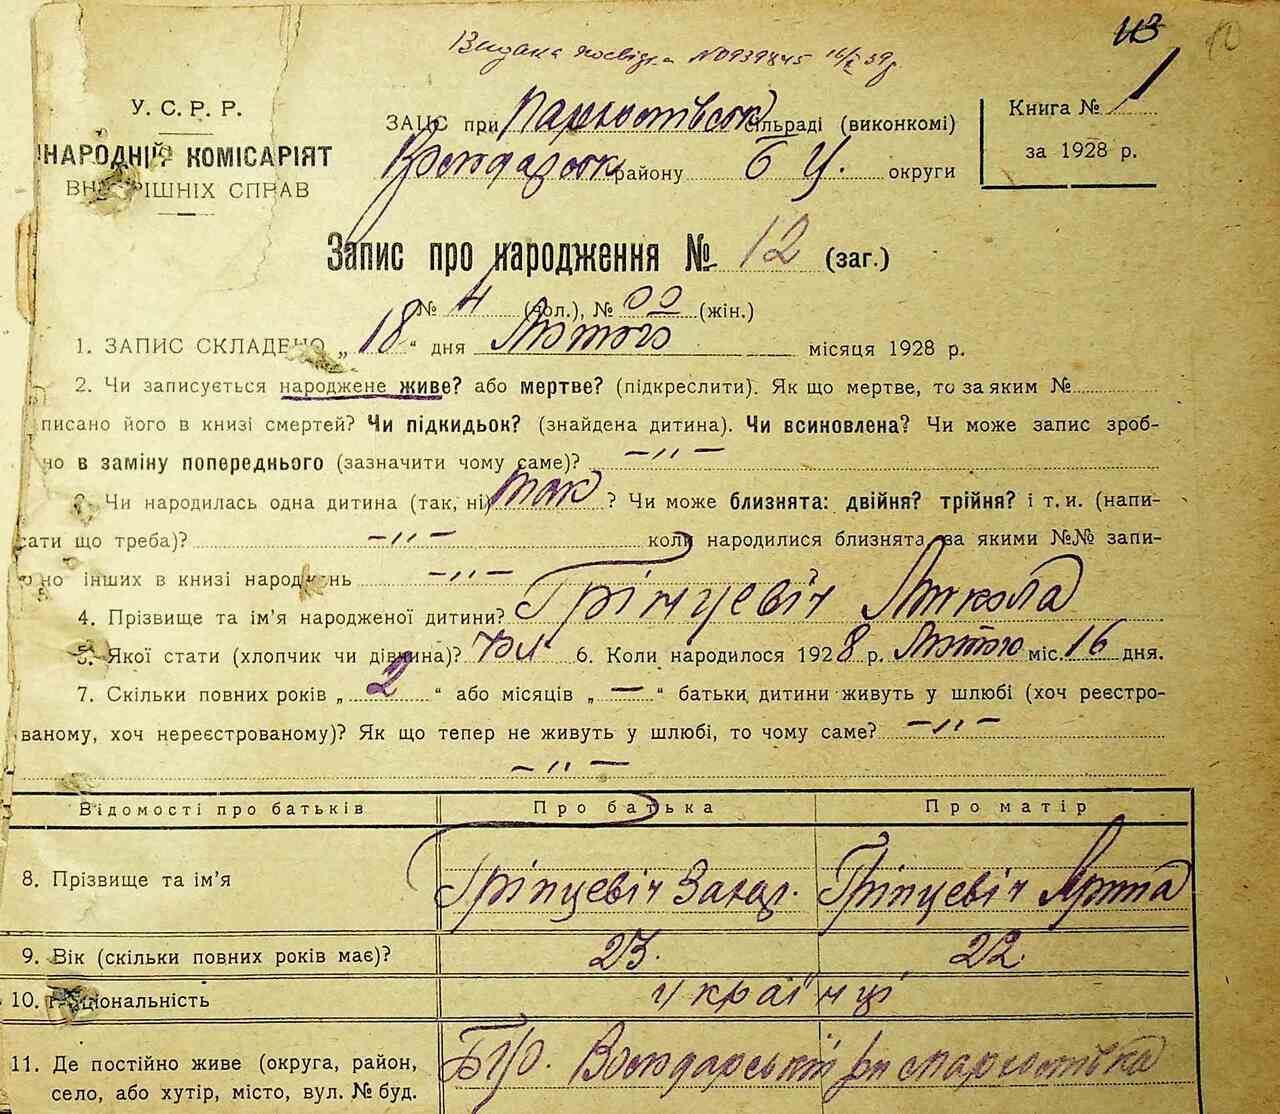 Видана посвідка №0939845
У. С. Р. Р.
НАРОДНІЙ КОМІСАРІЯТ
ВНУТРІШНІХ СПРАВ
ЗАГС при сільраді (виконкомі)
району Б Ц. округи
Книга № 1
за 1928 р.
Запис про народження № 12 (заг.)
№ 4 (чол.), № 00 (жін.)
1. ЗАПИС СКЛАДЕНО „ 18 “ дня Лютого місяця 1928 р.
2. Чи записується народжене живе? або мертве? (підкреслити). Як що мертве, то за яким №
писано його в книзі смертей? Чи підкидьок? (знайдена дитина). Чи всиновлена? Чи може запис зроб-
но в заміну попереднього (зазначити чому саме)? –„–
Чи народилась одна дитина (так, ні) так ? Чи може близнята: двійня? трійня? і т. и. (напи-
сати що треба)? –„– коли народилися близнята за якими №№ запи-
но інших в книзі народжень –„– ?
4. Прізвище та ім'я народженої дитини? Грінцевіч Микола
5. Якої стати (хлопчик чи дівчина)? чол 6. Коли народилося 1928 р. Лютого міс. 16 дня.
7. Скільки повних років „ 2 “ або місяців „ — “ батьки дитини живуть у шлюбі (хоч реєстро-
ваному, хоч нереєстрованому)? Як що тепер не живуть у шлюбі, то чому саме? –„–
–„–
Відомості про батьків Про батька Про матір
8. Прізвище та ім'я Грінцевіч Грінцевіч
9. Вік (скільки повних років має)? 23. 22.
10. Національність українці
11. Де постійно живе (округа, район,
село, або хутір, місто, вул. № буд.